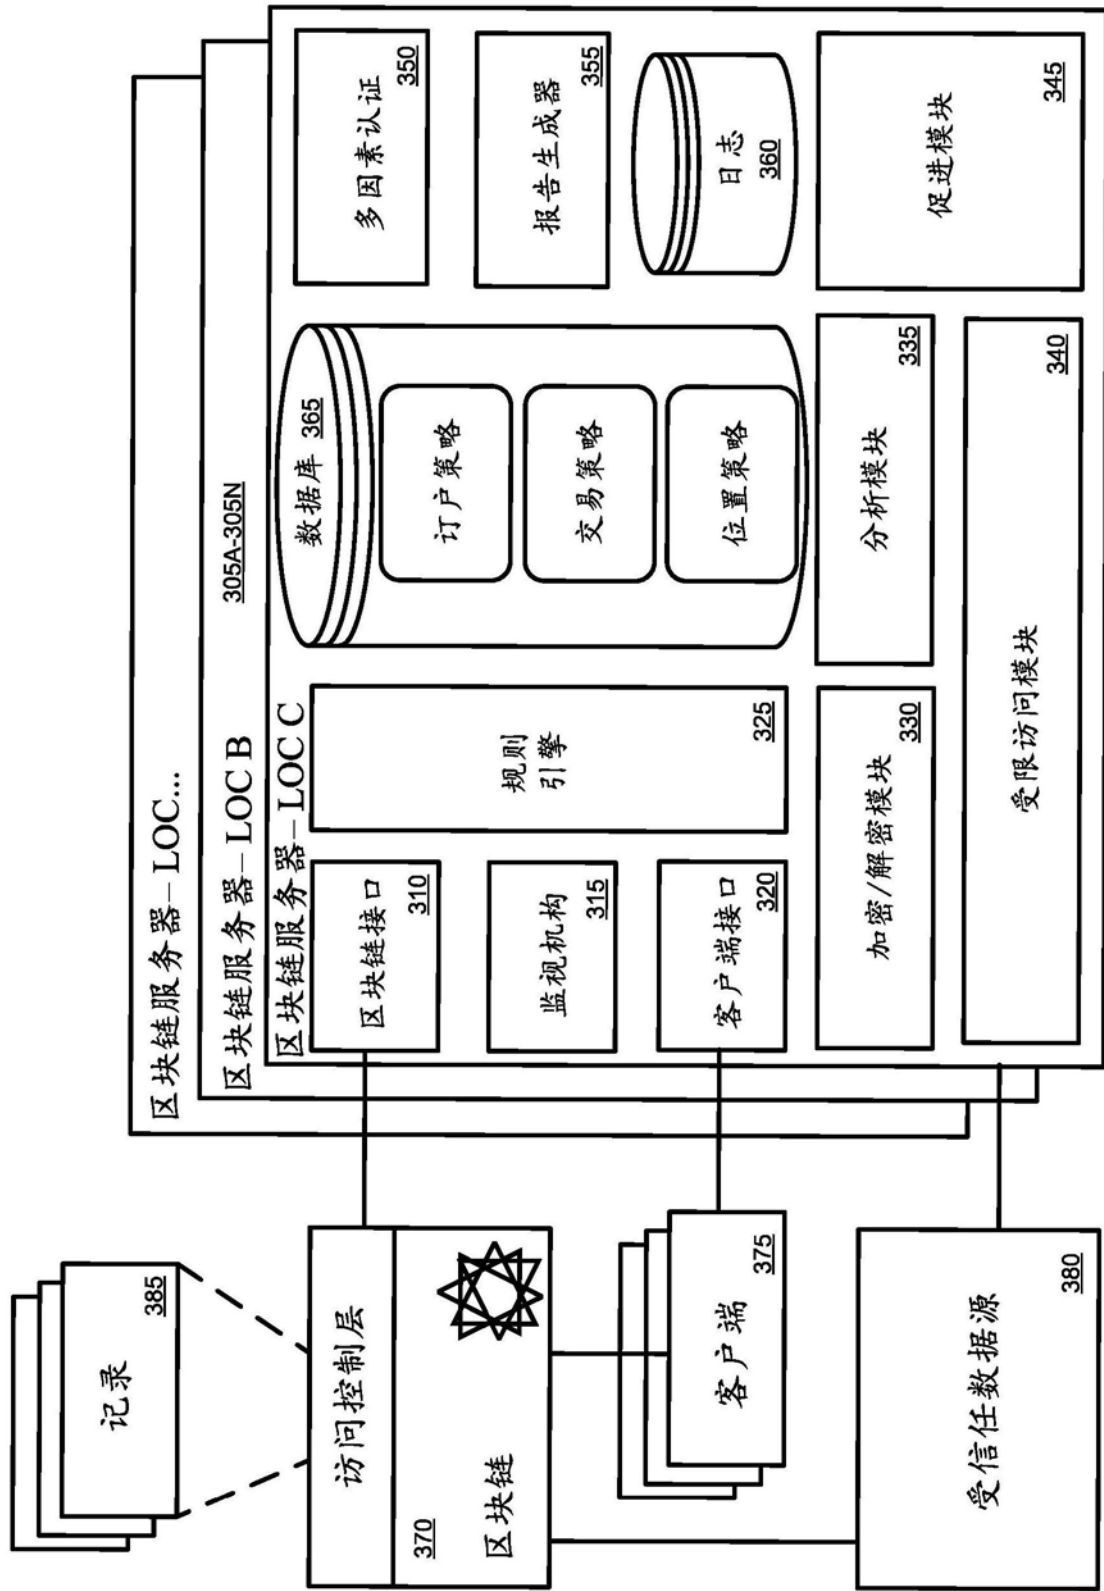 记录
385
访问控制层
370
区块链
客户端
375
受信任数据源
380
区块链服务器–LOC...
区块链服务器–LOC B
305A-305N
区块链服务器–LOC C
区块链接口
310
监视机构
315
客户端接口
320
规则
引擎
325
数据库
365
订户策略
交易策略
位置策略
多因素认证
350
报告生成器
355
日志
360
加密/解密模块
330
分析模块
335
受限访问模块
340
促进模块
345